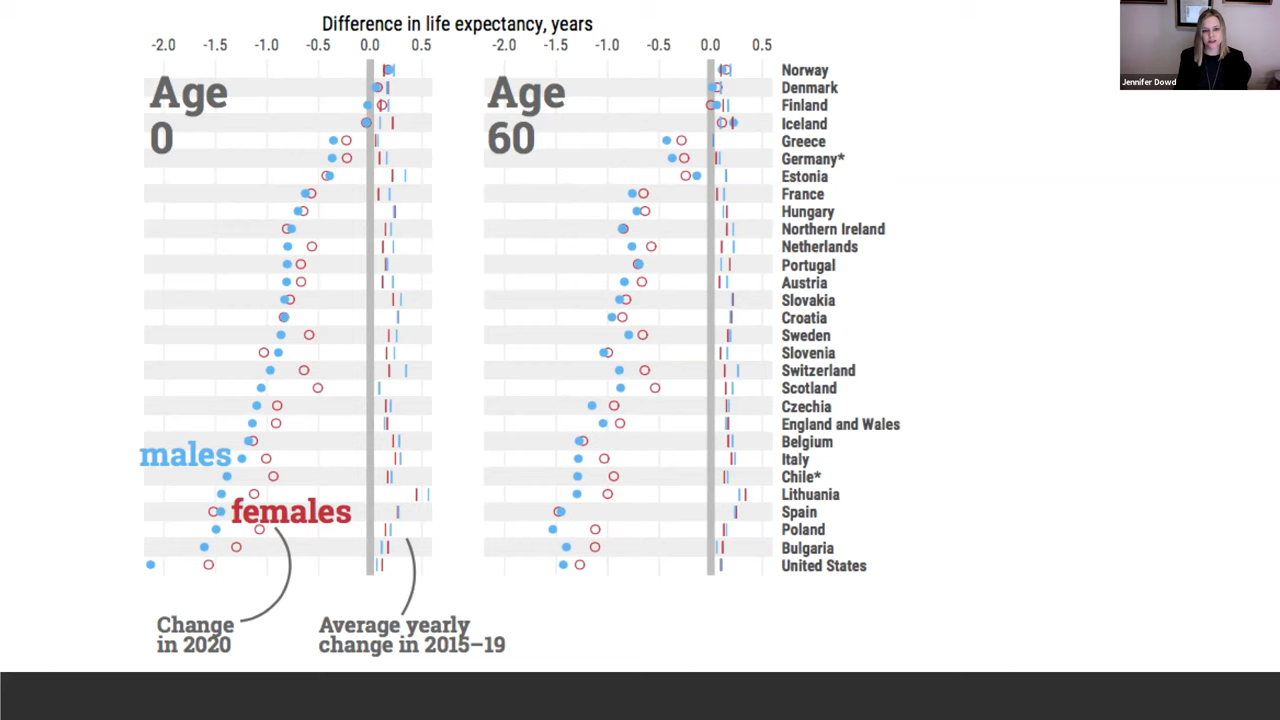 Difference in life expectancy, years
-2.0 -1.5 -1.0 -0.5 0.0 0.5 -2.0 -1.5 -1.0 -0.5 0.0 0.5
Age
0
Age
60
Norway
Denmark
Finland
Iceland
Greece
Germany*
Estonia
France
Hungary
Northern Ireland
Netherlands
Portugal
Austria
Slovakia
Croatia
Sweden
Slovenia
Switzerland
Scotland
Czechia
England and Wales
Belgium
Italy
Chile*
Lithuania
Spain
Poland
Bulgaria
United States
males
females
Change
in 2020
Average yearly
change in 2015–19
Jennifer Dowd